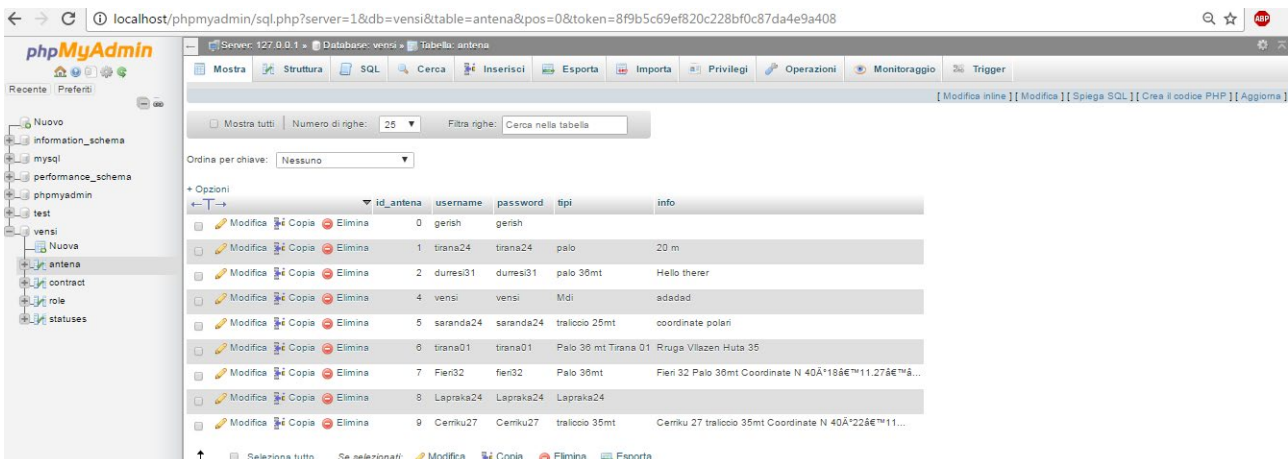 localhost/phpmyadmin/sql.php?server=1&db=vensi&table=antena&pos=0&token=8f9b5c69ef820c228bf0c87da4e9a408
ABP
phpMyAdmin
Recente Preferiti
Nuovo
information_schema
mysql
performance_schema
phpmyadmin
test
vensi
Nuova
antena
contract
role
statuses
Server: 127.0.0.1 » Database: vensi » Tabella: antena
Mostra Struttura SQL Cerca Inserisci Esporta Importa Privilegi Operazioni Monitoraggio Trigger
[ Modifica inline ] [ Modifica ] [ Spiega SQL ] [ Crea il codice PHP ] [ Aggiorna ]
Mostra tutti | Numero di righe: 25 Filtra righe: Cerca nella tabella
Ordina per chiave: Nessuno
+ Opzioni
←T→ id_antena username password tipi info
Modifica Copia Elimina 0 gerish gerish
Modifica Copia Elimina 1 tirana24 tirana24 palo 20 m
Modifica Copia Elimina 2 durresi31 durresi31 palo 36mt Hello therer
Modifica Copia Elimina 4 vensi vensi Mdi adadad
Modifica Copia Elimina 5 saranda24 saranda24 traliccio 25mt coordinate polari
Modifica Copia Elimina 6 tirana01 tirana01 Palo 36 mt Tirana 01 Rruga Vllazen Huta 35
Modifica Copia Elimina 7 Fieri32 fieri32 Palo 36mt Fieri 32 Palo 36mt Coordinate N 40Â°18â€™11.27â€™â...
Modifica Copia Elimina 8 Lapraka24 Lapraka24 Lapraka24
Modifica Copia Elimina 9 Cerriku27 Cerriku27 traliccio 35mt Cerriku 27 traliccio 35mt Coordinate N 40Â°22â€™11...
Seleziona tutto Se selezionati: Modifica Copia Elimina Esporta